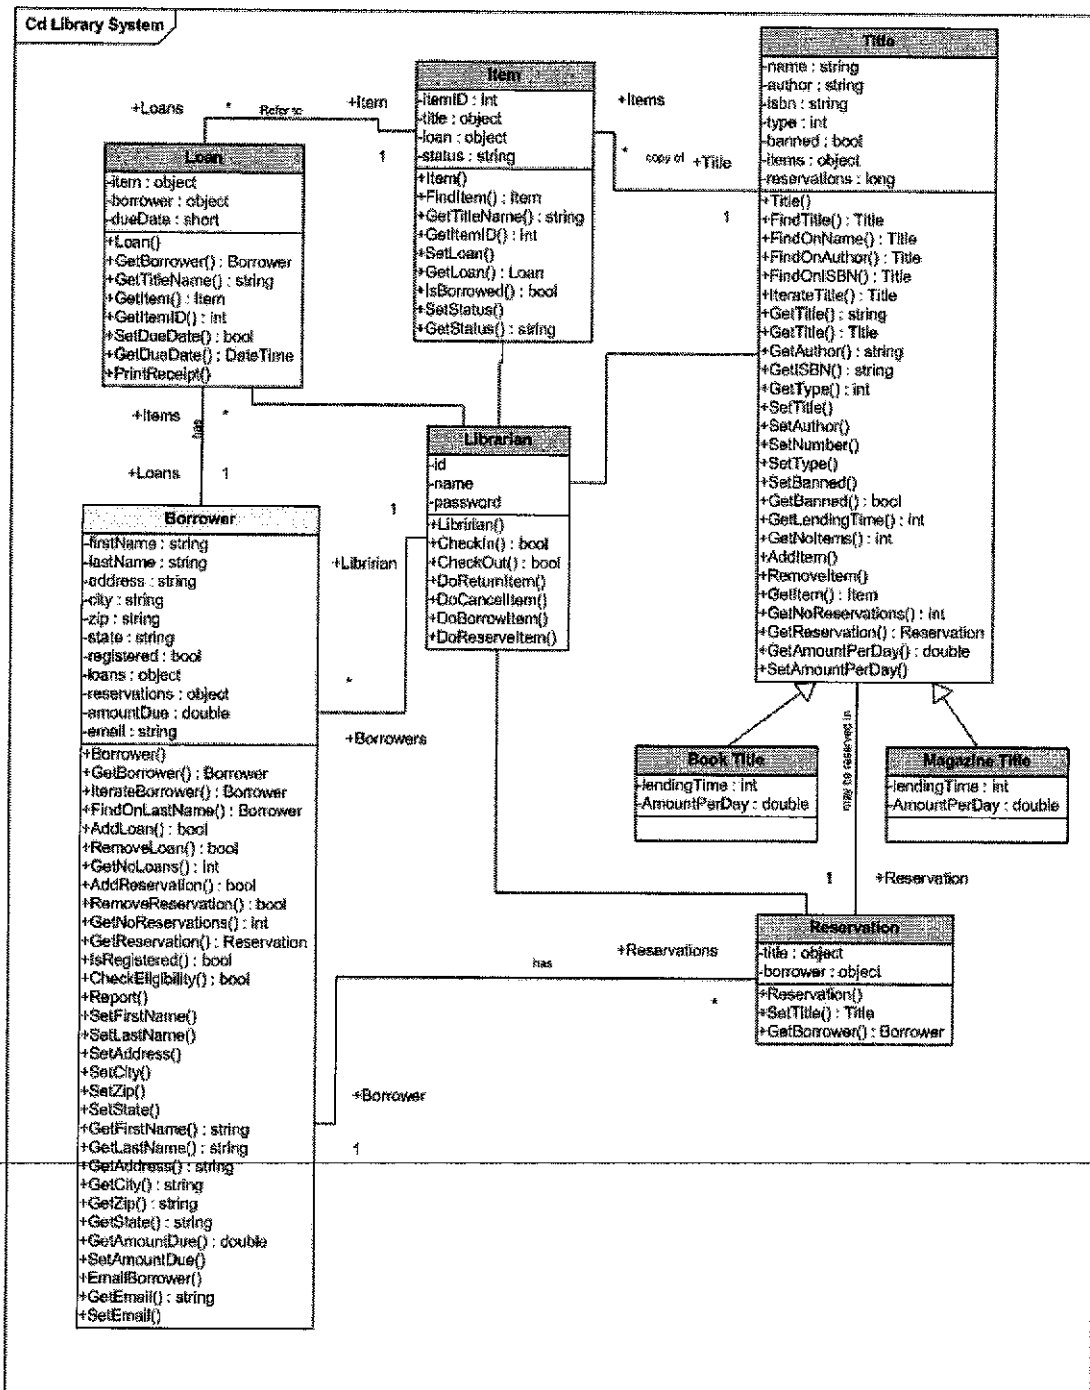 Cd Library System
Title
-name : string
-author : string
-isbn : string
-type : int
-banned : bool
-items : object
-reservations : long
+Title()
+FindTitle() : Title
+FindOnName() : Title
+FindOnAuthor() : Title
+FindOnISBN() : Title
+IterateTitle() : Title
+GetTitle() : string
+GetTitle() : Title
+GetAuthor() : string
+GetISBN() : string
+GetType() : int
+SetTitle()
+SetAuthor()
+SetNumber()
+SetType()
+SetBanned()
+GetBanned() : bool
+GetLendingTime() : int
+GetNoItems() : int
+AddItem()
+RemoveItem()
+GetItem() : Item
+GetNoReservations() : int
+GetReservation() : Reservation
+GetAmountPerDay() : double
+SetAmountPerDay()
Item
-itemID : int
-title : object
-loan : object
-status : string
+Item()
+FindItem() : Item
+GetTitleName() : string
+GetItemID() : int
+SetLoan()
+GetLoan() : Loan
+IsBorrowed() : bool
+SetStatus()
+GetStatus() : string
+Loans
*
Refer to
+Item
1
+Items
*
copy of
+Title
1
Loan
-item : object
-borrower : object
-dueDate : short
+Loan()
+GetBorrower() : Borrower
+GetTitleName() : string
+GetItem() : Item
+GetItemID() : int
+SetDueDate() : bool
+GetDueDate() : DateTime
+PrintReceipt()
+Items
*
has
+Loans
1
Librarian
-id
-name
-password
+Libririan()
+CheckIn() : bool
+CheckOut() : bool
+DoReturnItem()
+DoCancelItem()
+DoBorrowItem()
+DoReserveItem()
1
+Libririan
*
+Borrowers
Borrower
-firstName : string
-lastName : string
-address : string
-city : string
-zip : string
-state : string
-registered : bool
-loans : object
-reservations : object
-amountDue : double
-email : string
+Borrower()
+GetBorrower() : Borrower
+IterateBorrower() : Borrower
+FindOnLastName() : Borrower
+AddLoan() : bool
+RemoveLoan() : bool
+GetNoLoans() : int
+AddReservation() : bool
+RemoveReservation() : bool
+GetNoReservations() : int
+GetReservation() : Reservation
+IsRegistered() : bool
+CheckEligibility() : bool
+Report()
+SetFirstName()
+SetLastName()
+SetAddress()
+SetCity()
+SetZip()
+SetState()
+GetFirstName() : string
+GetLastName() : string
+GetAddress() : string
+GetCity() : string
+GetZip() : string
+GetState() : string
+GetAmountDue() : double
+SetAmountDue()
+EmailBorrower()
+GetEmail() : string
+SetEmail()
Book Title
-lendingTime : int
-AmountPerDay : double
Magazine Title
-lendingTime : int
-AmountPerDay : double
may be reserved in
1
+Reservation
Reservation
-title : object
-borrower : object
+Reservation()
+SetTitle() : Title
+GetBorrower() : Borrower
has
+Reservations
*
+Borrower
1